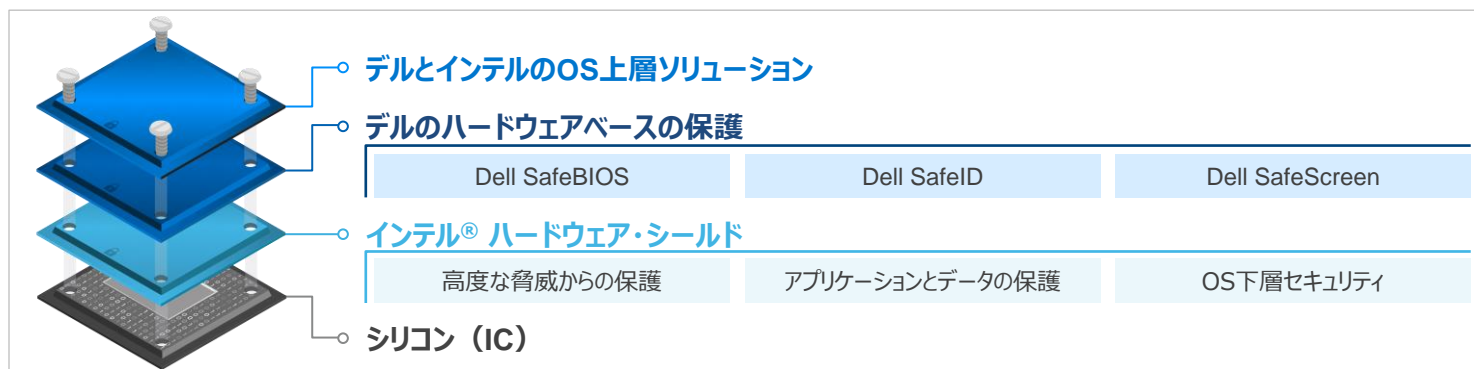 デルとインテルのOS上層ソリューション
デルのハードウェアベースの保護
Dell SafeBIOS
Dell SafeID
Dell SafeScreen
インテル® ハードウェア・シールド
高度な脅威からの保護
アプリケーションとデータの保護
OS下層セキュリティ
シリコン（IC）